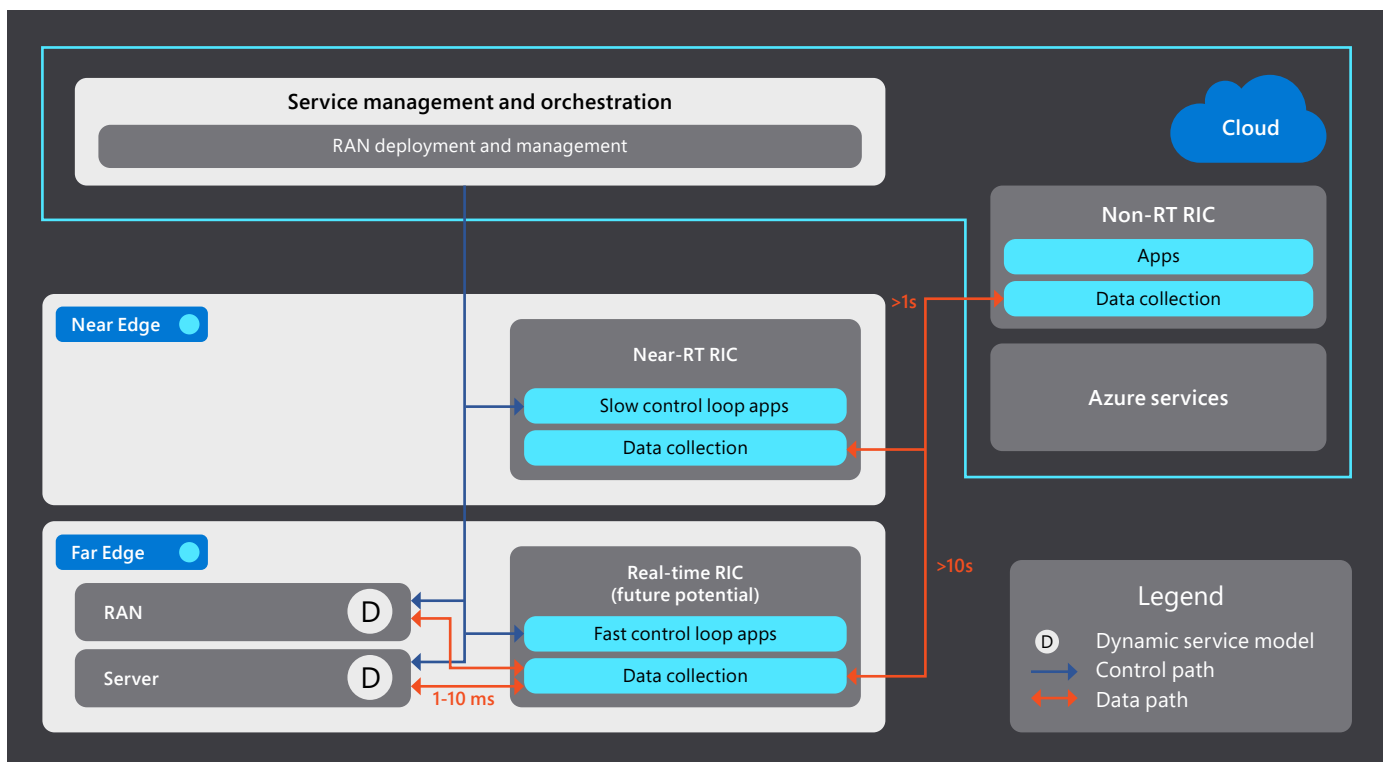 Service management and orchestration
RAN deployment and management
Cloud
Non-RT RIC
Apps
Data collection
Azure services
>1s
Near Edge
Near-RT RIC
Slow control loop apps
Data collection
>10s
Far Edge
RAN
D
Server
D
1-10 ms
Real-time RIC
(future potential)
Fast control loop apps
Data collection
Legend
D Dynamic service model
Control path
Data path